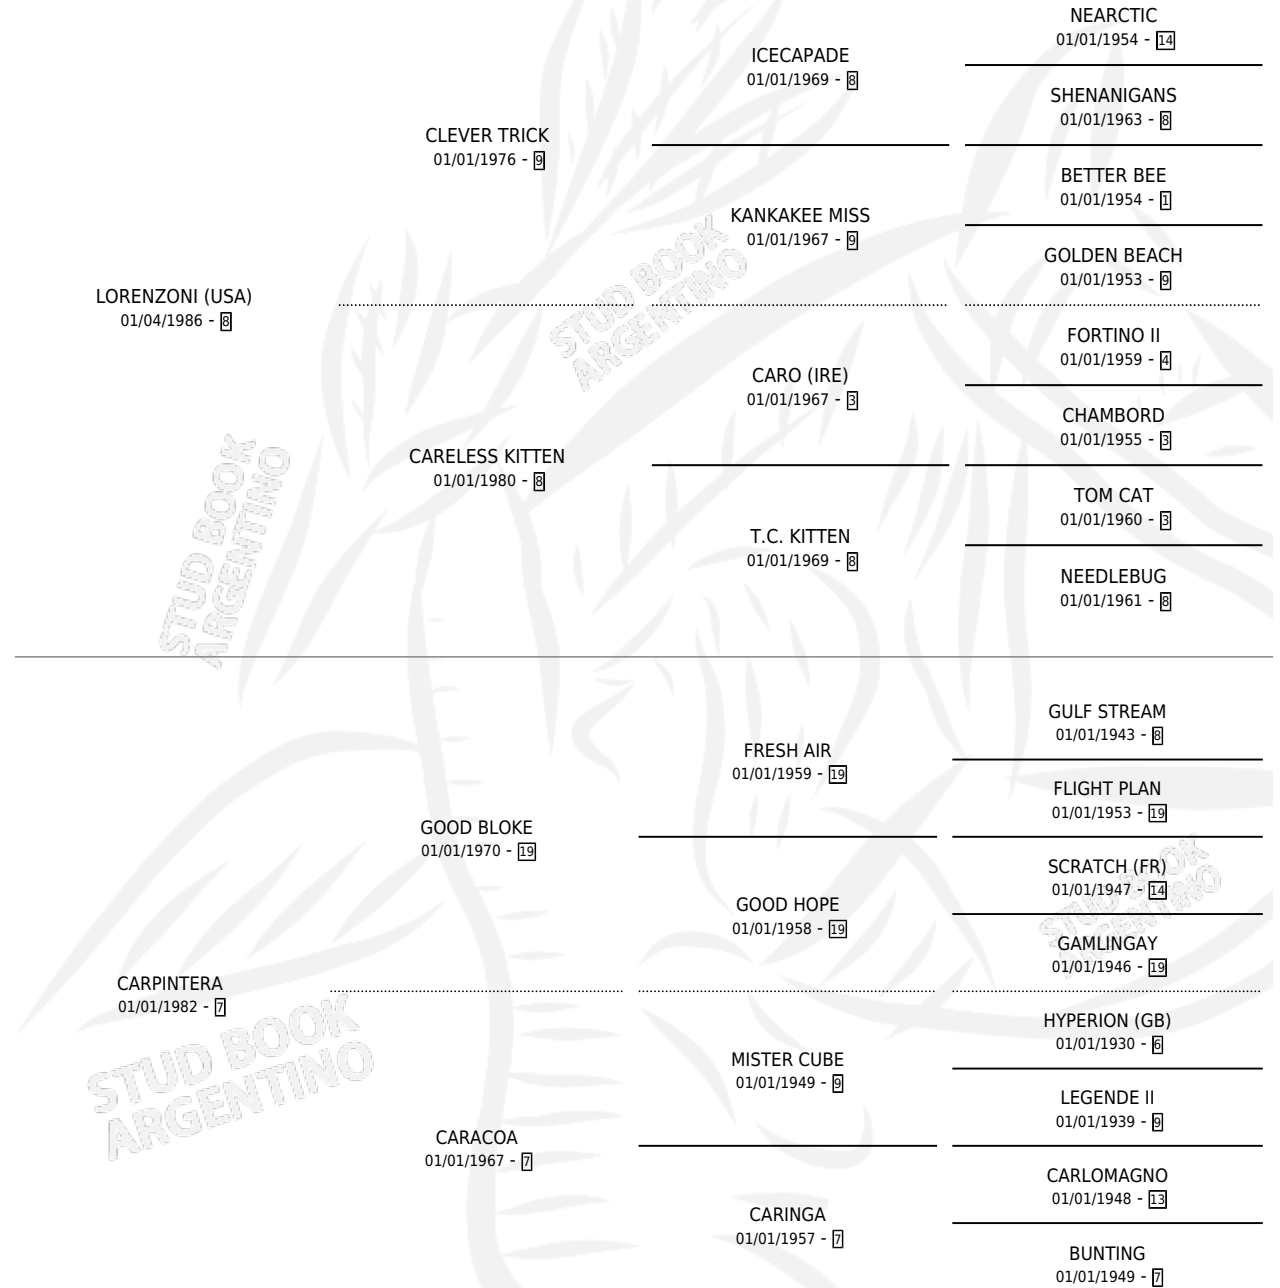 NEARCTIC
01/01/1954 - 14
ICECAPADE
01/01/1969 - 8
SHENANIGANS
01/01/1963 - 8
CLEVER TRICK
01/01/1976 - 9
BETTER BEE
01/01/1954 - 1
KANKAKEE MISS
01/01/1967 - 9
GOLDEN BEACH
01/01/1953 - 9
STUD BOOK
ARGENTINO
LORENZONI (USA)
01/04/1986 - 8
FORTINO II
01/01/1959 - 4
CARO (IRE)
01/01/1967 - 3
CHAMBORD
01/01/1955 - 3
CARELESS KITTEN
01/01/1980 - 8
TOM CAT
01/01/1960 - 3
T.C. KITTEN
01/01/1969 - 8
NEEDLEBUG
01/01/1961 - 8
STUD BOOK
ARGENTINO
GULF STREAM
01/01/1943 - 8
FRESH AIR
01/01/1959 - 19
FLIGHT PLAN
01/01/1953 - 19
GOOD BLOKE
01/01/1970 - 19
SCRATCH (FR)
01/01/1947 - 14
GOOD HOPE
01/01/1958 - 19
GAMLINGAY
01/01/1946 - 19
STUD BOOK
ARGENTINO
CARPINTERA
01/01/1982 - 7
HYPERION (GB)
01/01/1930 - 6
STUD BOOK
ARGENTINO
MISTER CUBE
01/01/1949 - 9
LEGENDE II
01/01/1939 - 9
CARACOA
01/01/1967 - 7
CARLOMAGNO
01/01/1948 - 13
CARINGA
01/01/1957 - 7
BUNTING
01/01/1949 - 7